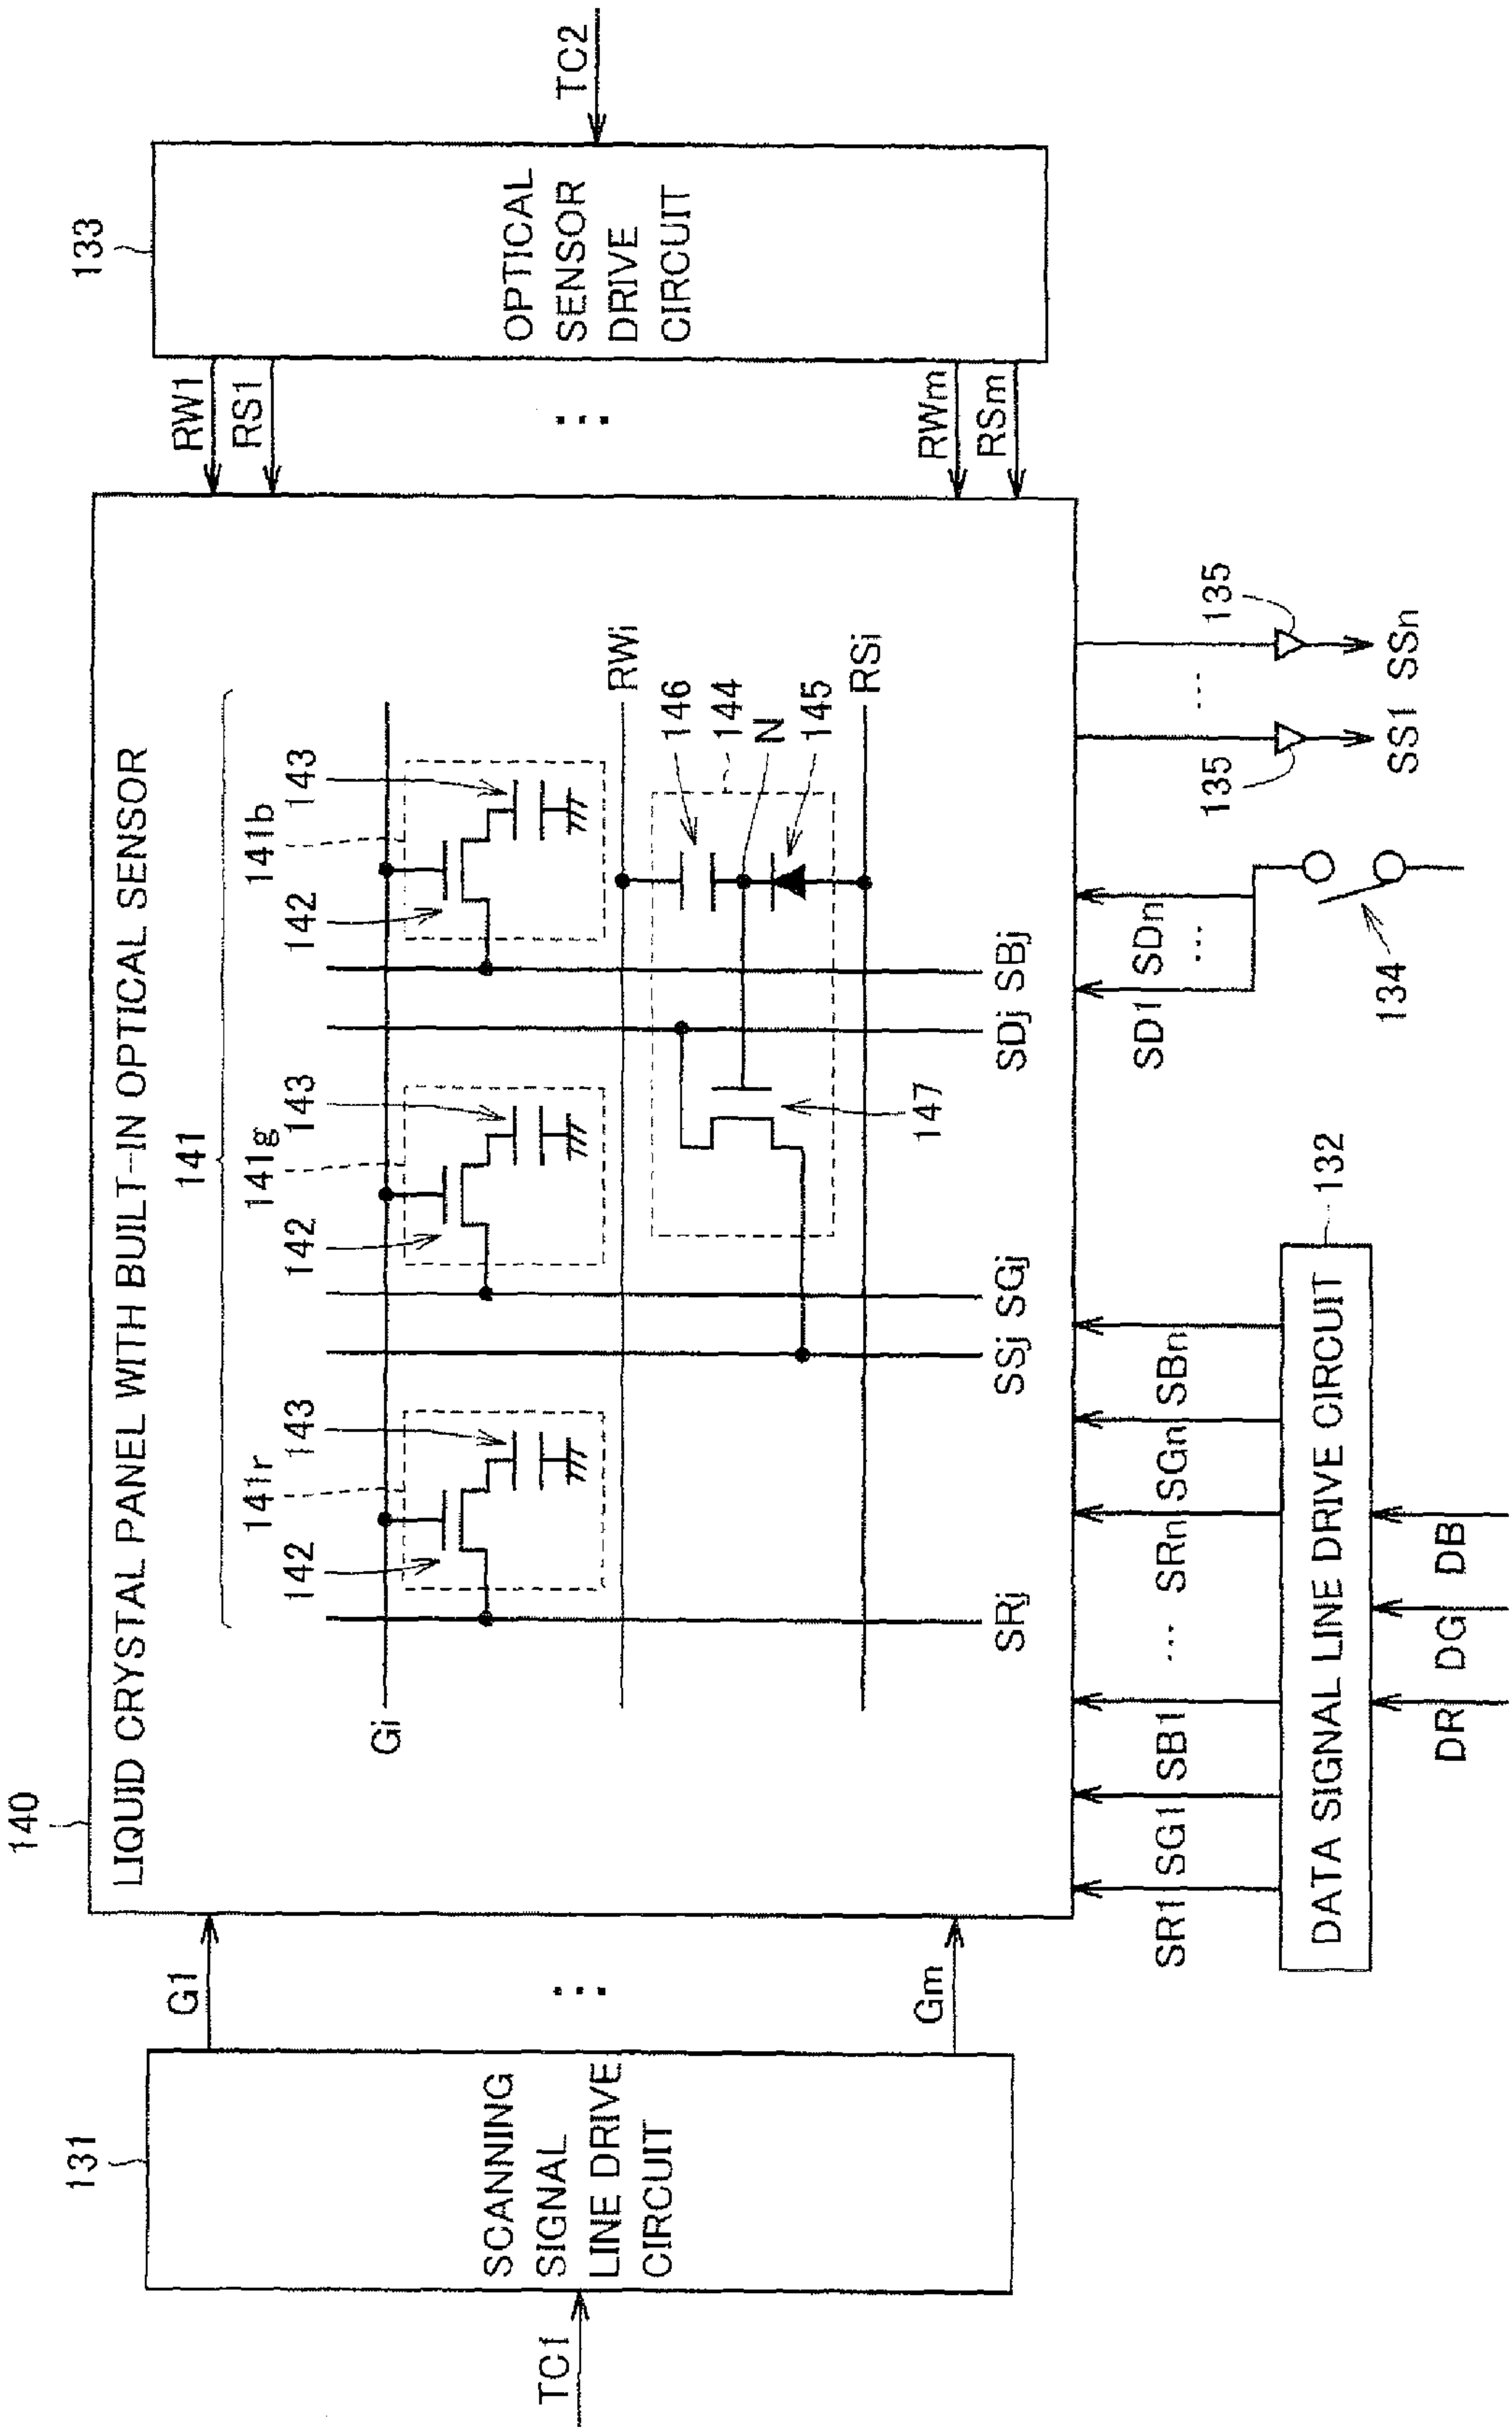 140
LIQUID CRYSTAL PANEL WITH BUILT-IN OPTICAL SENSOR
131
SCANNING
SIGNAL
LINE DRIVE
CIRCUIT
TC1
G1
⋮
Gm
141
141r
141g
141b
142
143
142
143
142
143
Gi
RWi
146
144
N
145
RSi
147
SRj
SSj
SGj
SDj
SBj
133
OPTICAL
SENSOR
DRIVE
CIRCUIT
TC2
RW1
RS1
⋮
RWm
RSm
SR1 SG1 SB1 ... SRn SGn SBn
SD1 SDn
...
134
135
135
...
SS1 SSn
132
DATA SIGNAL LINE DRIVE CIRCUIT
DR DG DB